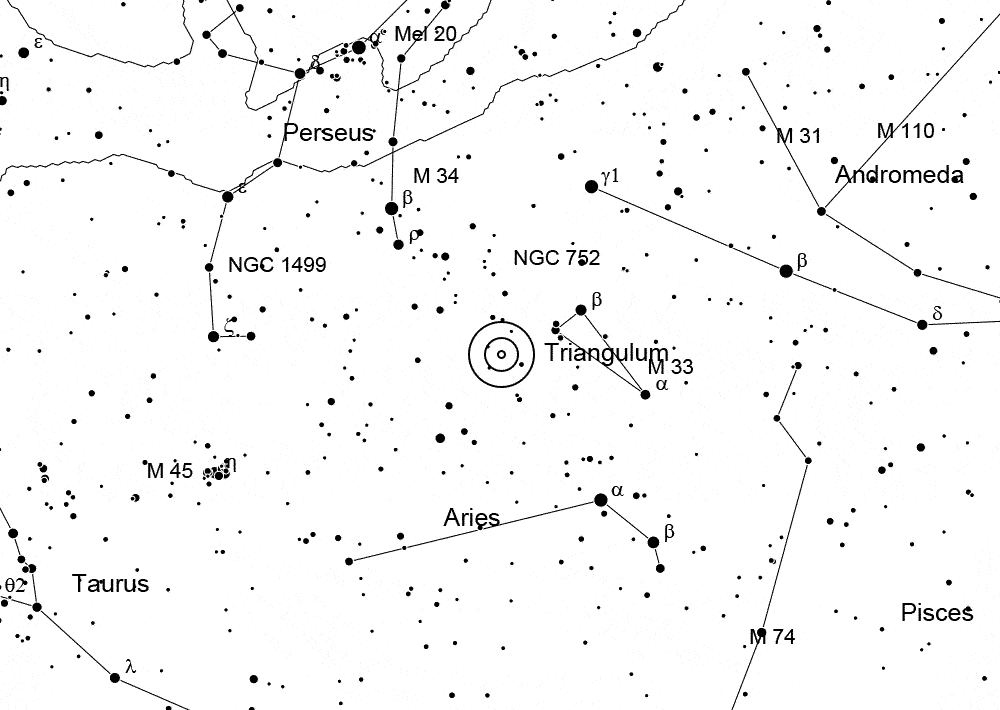 α
Mel 20
ε
δ
η
Perseus
M 31
M 110
M 34
Andromeda
γ1
ε
β
ρ
NGC 752
β
NGC 1499
β
δ
ζ
Triangulum
M 33
α
M 45
η
α
Aries
β
θ2
Taurus
Pisces
M 74
λ